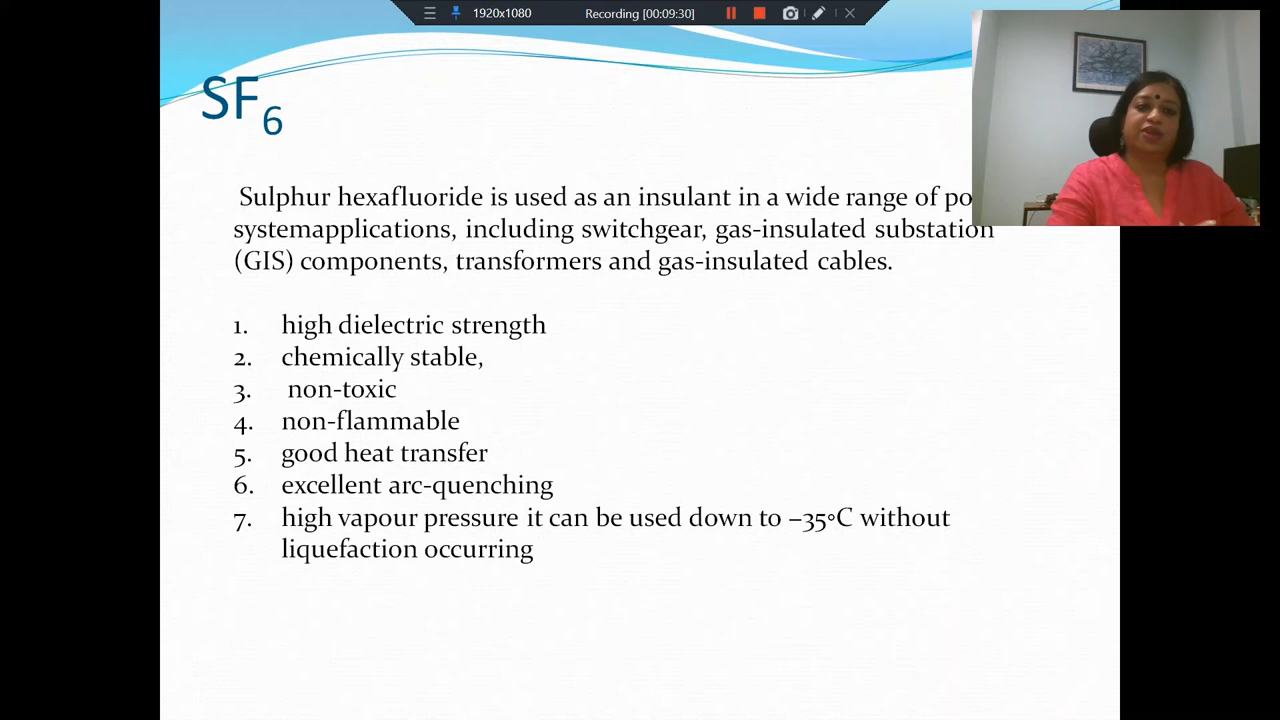 1920x1080 Recording [00:09:30]
SF6
Sulphur hexafluoride is used as an insulant in a wide range of
systemapplications, including switchgear, gas-insulated substation
(GIS) components, transformers and gas-insulated cables.
1. high dielectric strength
2. chemically stable,
3. non-toxic
4. non-flammable
5. good heat transfer
6. excellent arc-quenching
7. high vapour pressure it can be used down to –35◦C without
liquefaction occurring